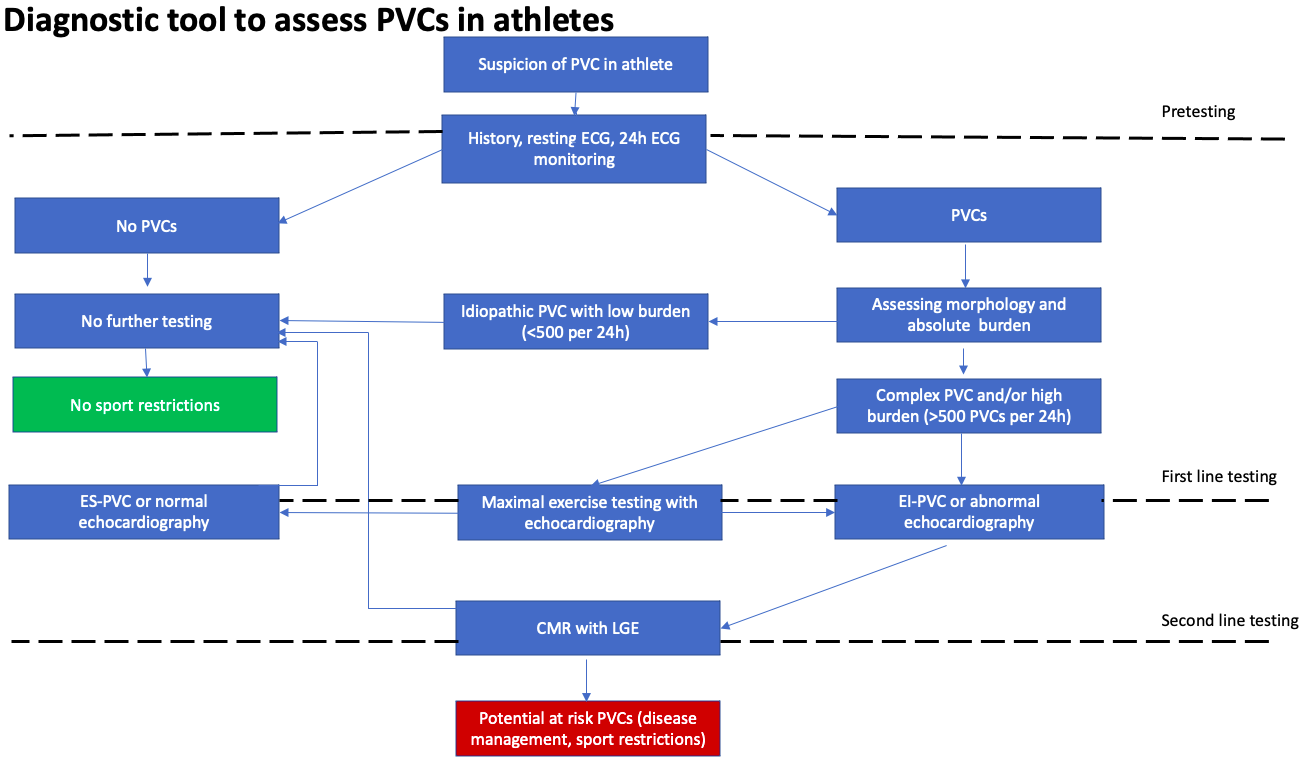 Diagnostic tool to assess PVCs in athletes
Suspicion of PVC in athlete
Pretesting
History, resting ECG, 24h ECG
monitoring
No PVCs
PVCs
No further testing
Idiopathic PVC with low burden
(<500 per 24h)
Assessing morphology and
absolute burden
No sport restrictions
Complex PVC and/or high
burden (>500 PVCs per 24h)
First line testing
ES-PVC or normal
echocardiography
Maximal exercise testing with
echocardiography
EI-PVC or abnormal
echocardiography
CMR with LGE
Second line testing
Potential at risk PVCs (disease
management, sport restrictions)